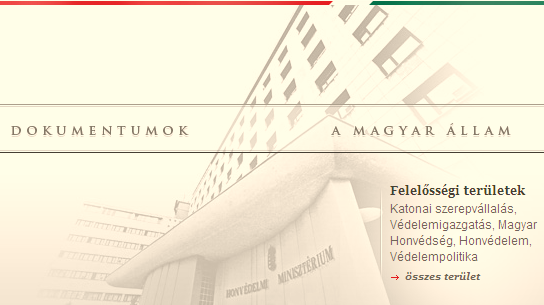 DOKUMENTUMOK
A MAGYAR ÁLLAM
Felelősségi területek
Katonai szerepvállalás,
Védelemigazgatás, Magyar
Honvédség, Honvédelem,
Védelempolitika
→ összes terület
HONVÉDELMI MINISZTÉRIUM